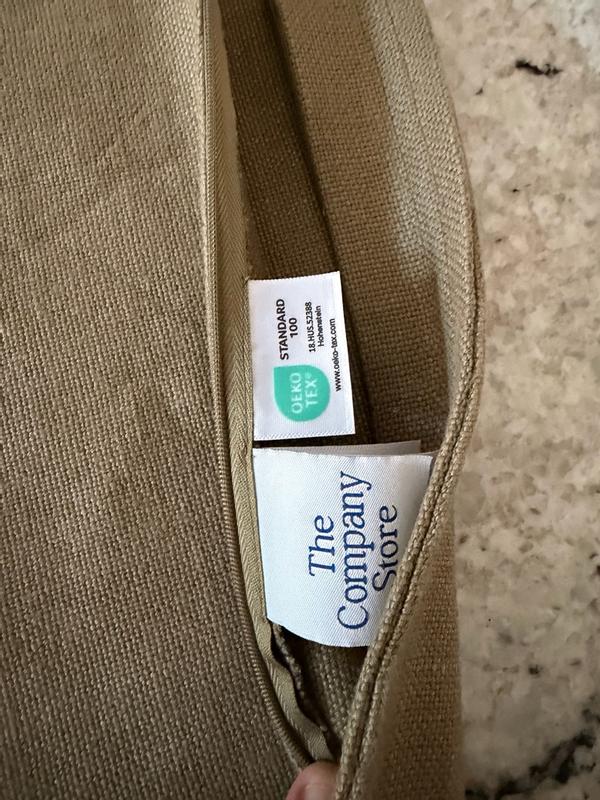 OEKO
TEX®
STANDARD
100
18.HUS.52388
Hohenstein
www.oeko-tex.com
The
Company
Store